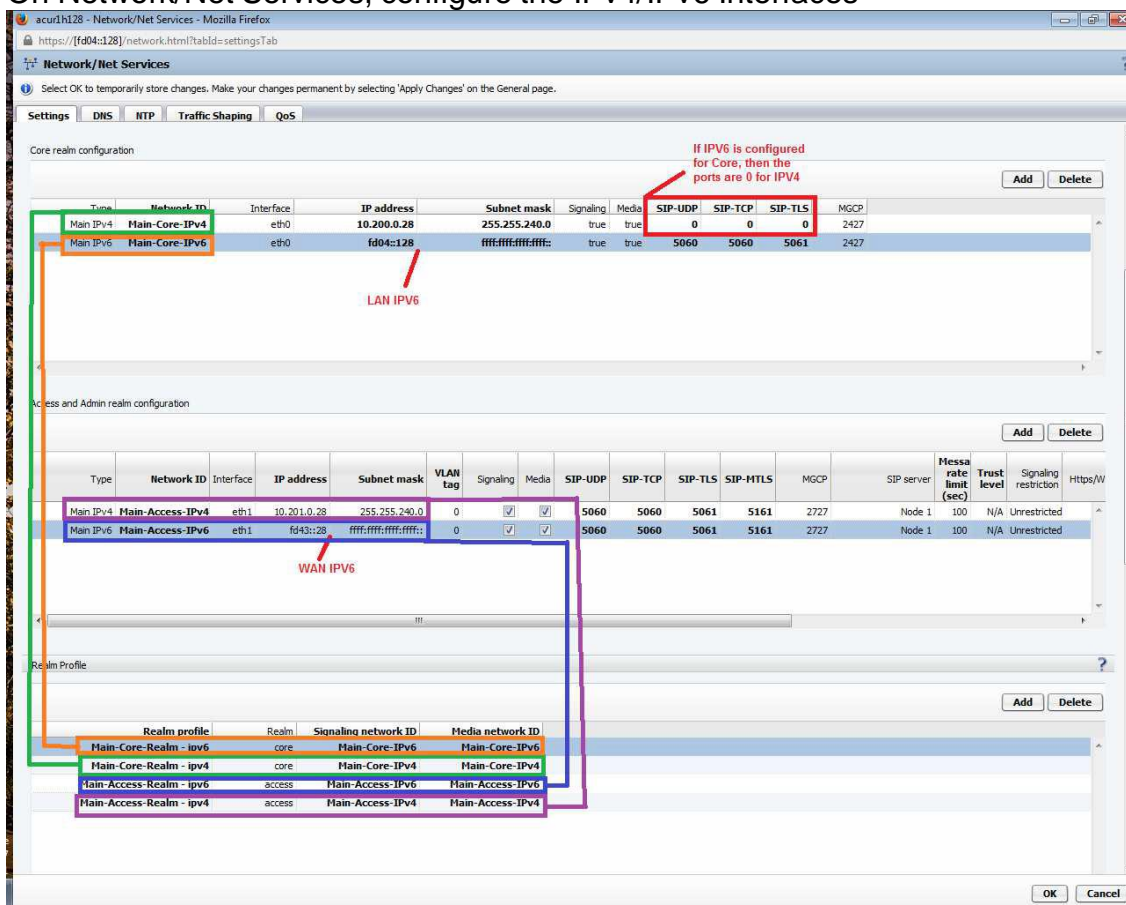 On Network/Net Services, configure the IPV4/IPV6 interfaces
acur1h128 - Network/Net Services - Mozilla Firefox
https://[fd04::128]/network.html?tabId=settingsTab
Network/Net Services
Select OK to temporarily store changes. Make your changes permanent by selecting 'Apply Changes' on the General page.
Settings DNS NTP Traffic Shaping QoS
Core realm configuration
If IPV6 is configured
for Core, then the
ports are 0 for IPV4
Add Delete
Type Network ID Interface IP address Subnet mask Signaling Media SIP-UDP SIP-TCP SIP-TLS MGCP
Main IPv4 Main-Core-IPv4 eth0 10.200.0.28 255.255.240.0 true true 0 0 0 2427
Main IPv6 Main-Core-IPv6 eth0 fd04::128 ffff:ffff:ffff:ffff:: true true 5060 5060 5061 2427
LAN IPV6
Access and Admin realm configuration
Add Delete
Type Network ID Interface IP address Subnet mask VLAN tag Signaling Media SIP-UDP SIP-TCP SIP-TLS SIP-MTLS MGCP SIP server Messa rate limit (sec) Trust level Signaling restriction Https/W
Main IPv4 Main-Access-IPv4 eth1 10.201.0.28 255.255.240.0 0 5060 5060 5061 5161 2727 Node 1 100 N/A Unrestricted
Main IPv6 Main-Access-IPv6 eth1 fd43::28 ffff:ffff:ffff:ffff:: 0 5060 5060 5061 5161 2727 Node 1 100 N/A Unrestricted
WAN IPV6
Realm Profile
?
Add Delete
Realm profile Realm Signaling network ID Media network ID
Main-Core-Realm - ipv6 core Main-Core-IPv6 Main-Core-IPv6
Main-Core-Realm - ipv4 core Main-Core-IPv4 Main-Core-IPv4
Main-Access-Realm - ipv6 access Main-Access-IPv6 Main-Access-IPv6
Main-Access-Realm - ipv4 access Main-Access-IPv4 Main-Access-IPv4
OK Cancel